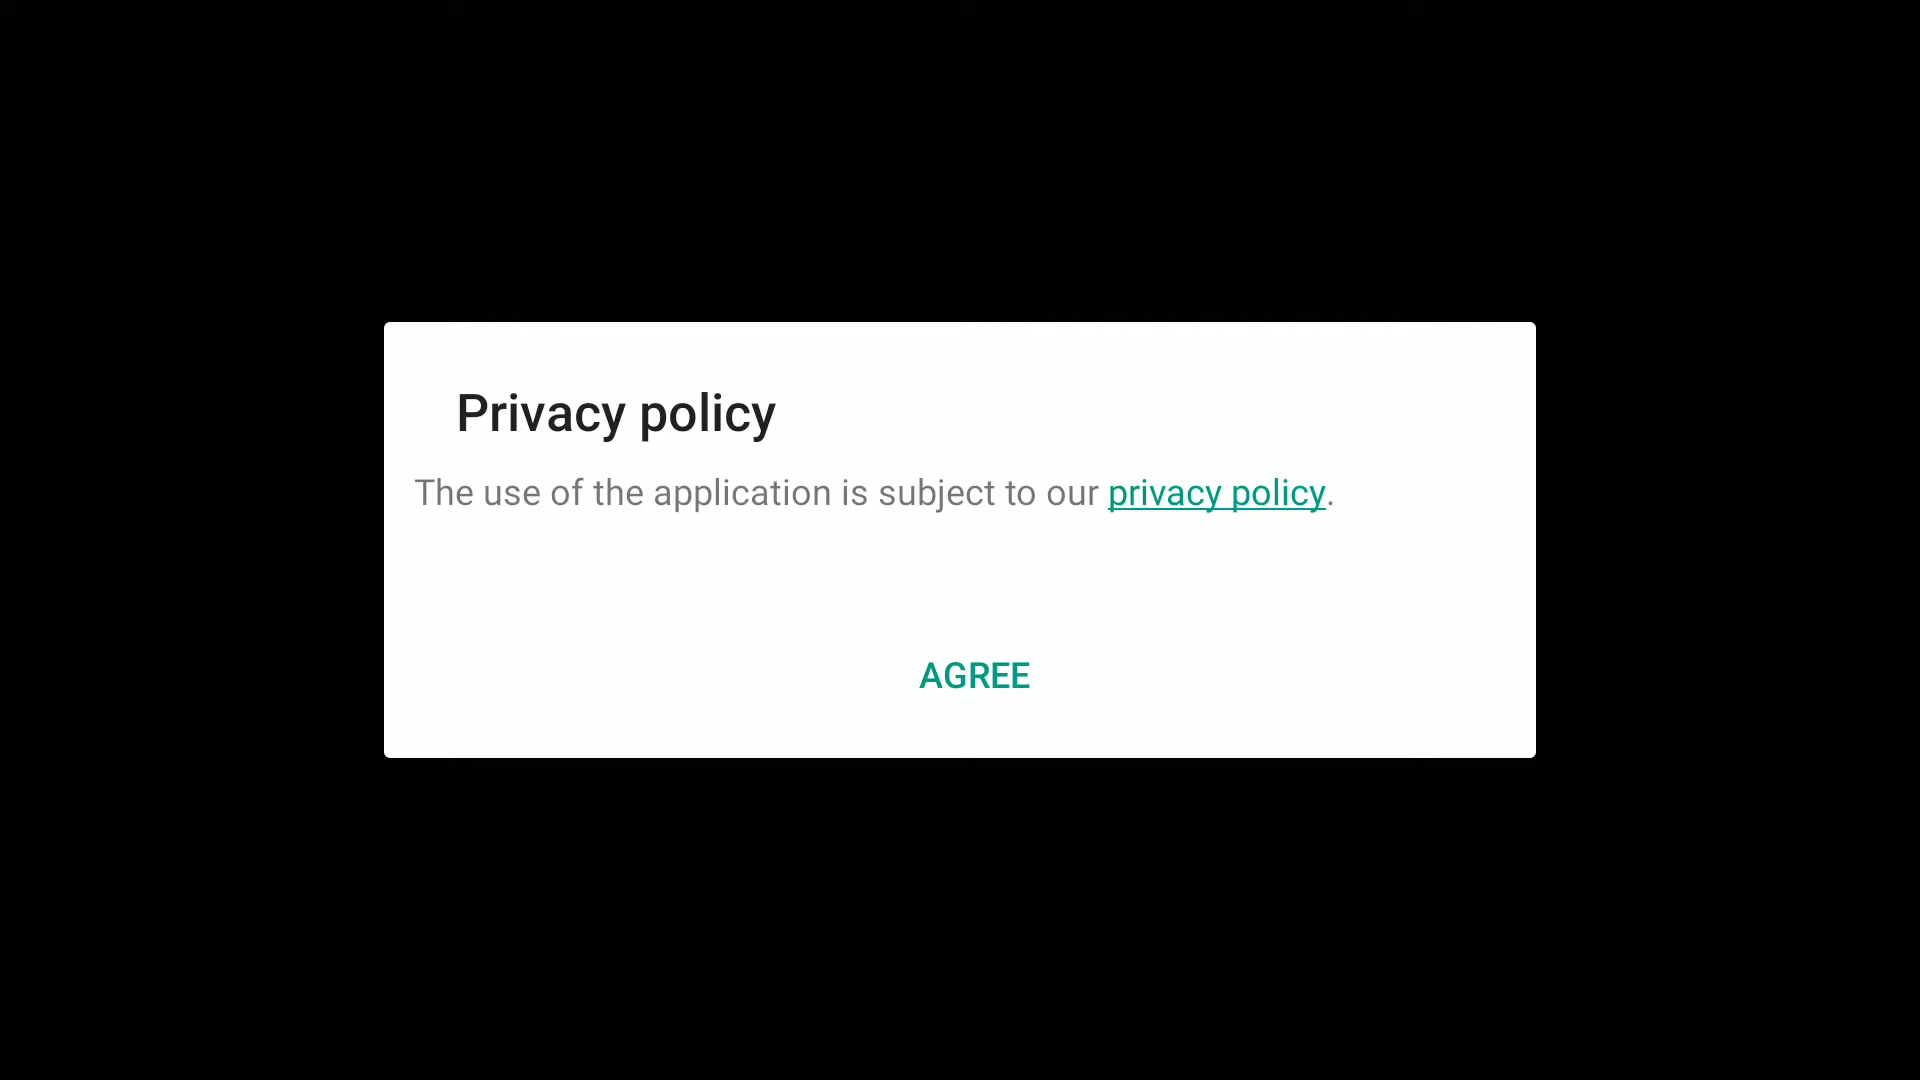 Privacy policy
The use of the application is subject to our privacy policy.
AGREE